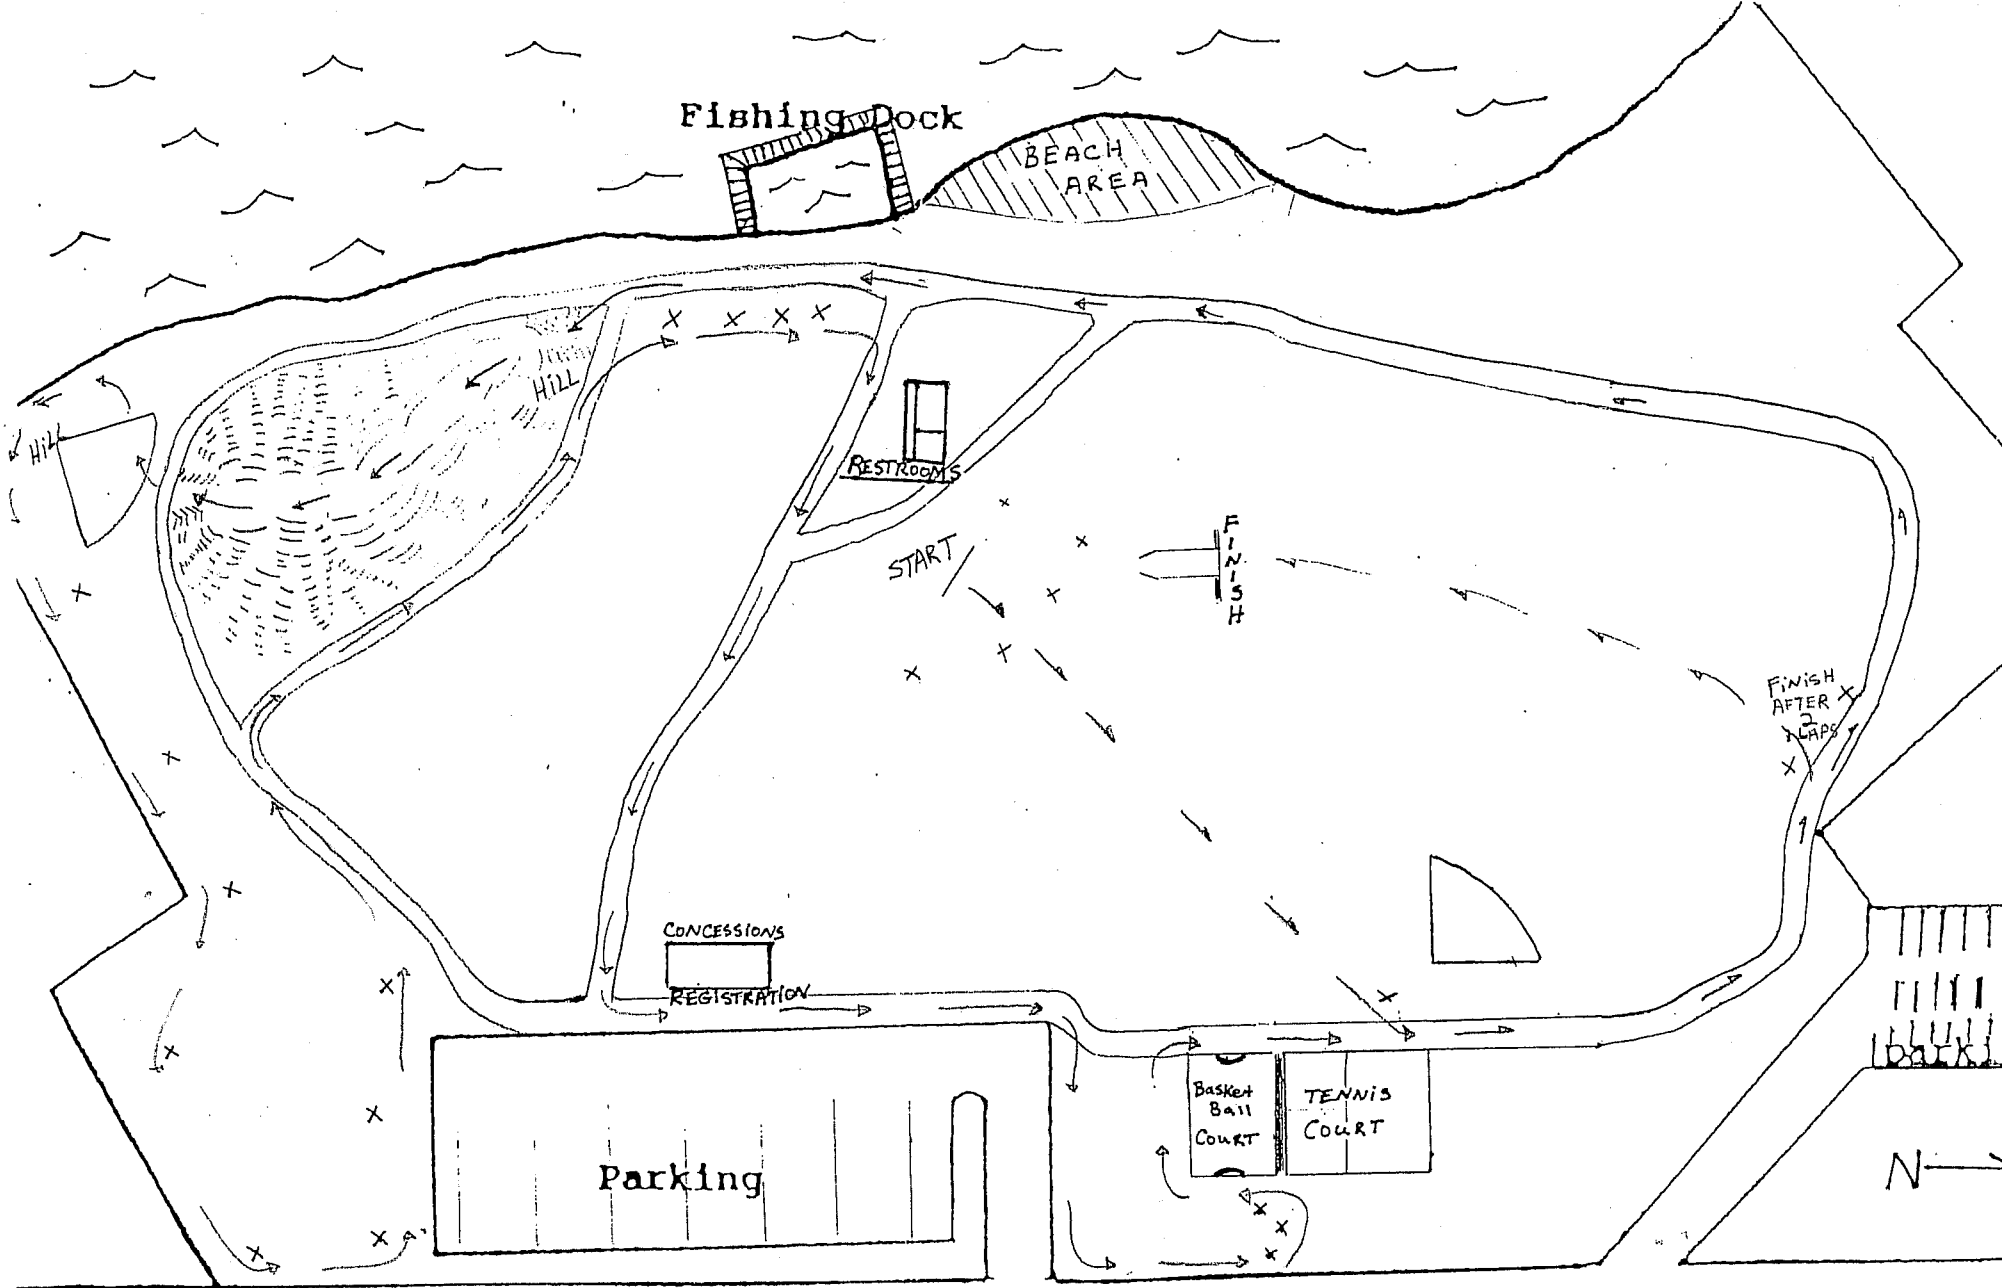 Fishing Dock
BEACH
AREA
HILL
HILL
RESTROOMS
START
FINISH
FINISH
AFTER
2
LAPS
CONCESSIONS
REGISTRATION
Basket
Ball
Court
TENNIS
COURT
Parking
N